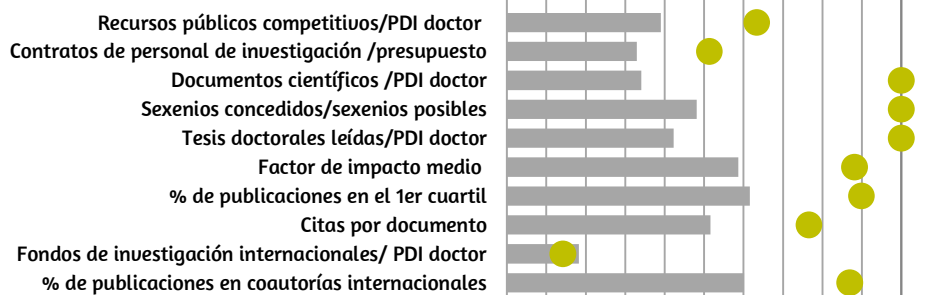 Recursos públicos competitivos/PDI doctor
Contratos de personal de investigación /presupuesto
Documentos científicos /PDI doctor
Sexenios concedidos/sexenios posibles
Tesis doctorales leídas/PDI doctor
Factor de impacto medio
% de publicaciones en el 1er cuartil
Citas por documento
Fondos de investigación internacionales/ PDI doctor
% de publicaciones en coautorías internacionales